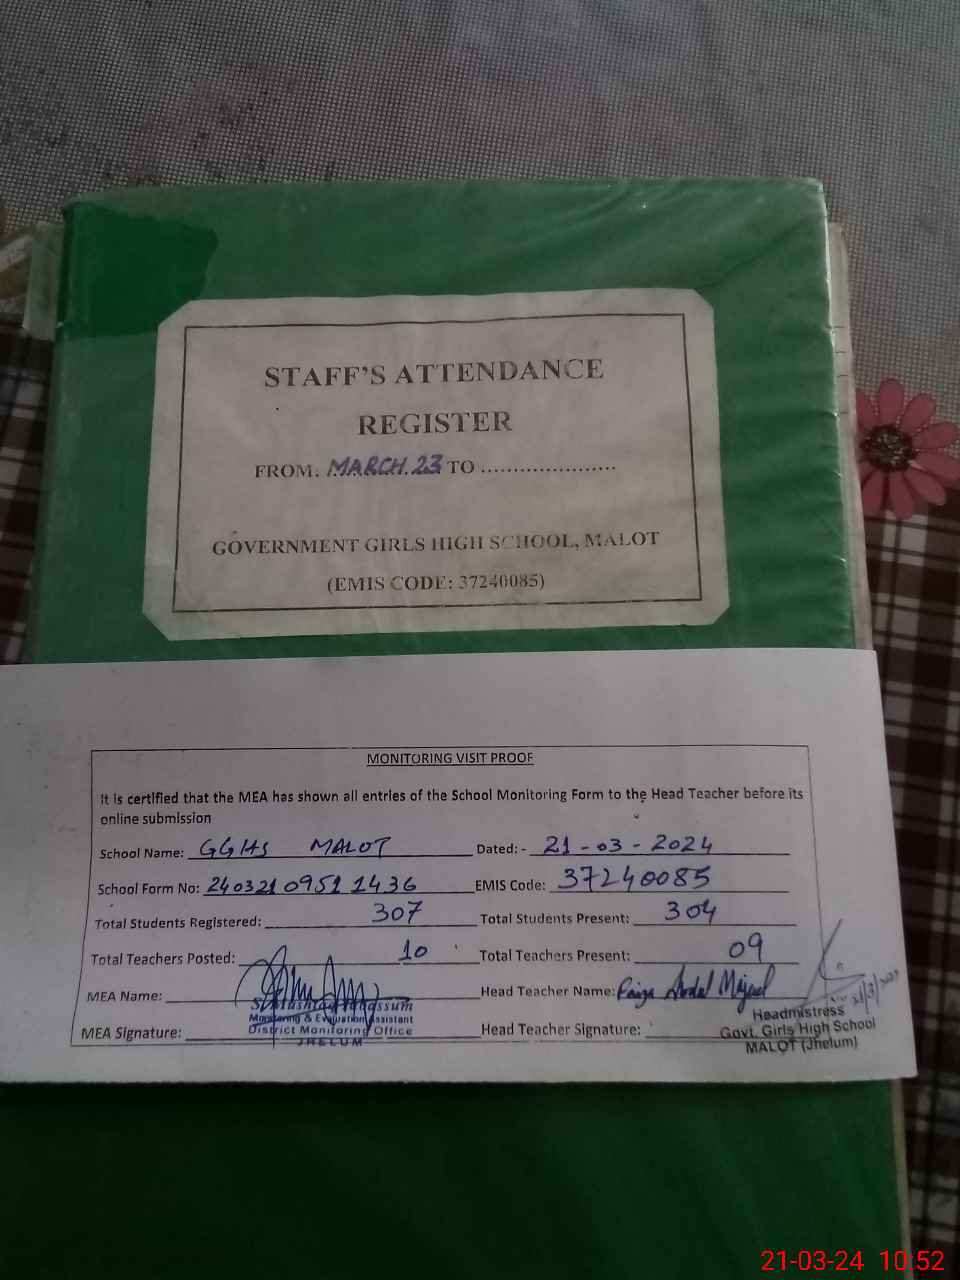 STAFF'S ATTENDANCE
REGISTER
FROM: MARCH. 23 TO .....................
GOVERNMENT GIRLS HIGH SCHOOL, MALOT
(EMIS CODE: 37240085)
MONITORING VISIT PROOF
It is certified that the MEA has shown all entries of the School Monitoring Form to the Head Teacher before its
online submission
School Name: GGHS MALOT Dated: - 21-03-2024
School Form No: 240321 0951 1436 EMIS Code: 37240085
Total Students Registered: 307 Total Students Present: 304
Total Teachers Posted: 10 Total Teachers Present: 09
MEA Name: Head Teacher Name: Faiza Abdul Majeed
Monitoring & Evaluation Assistant
District Monitoring Office
JHELUM
MEA Signature: Head Teacher Signature:
Headmistress
Govt. Girls High School
MALOT (Jhelum)
21-03-24 10:52